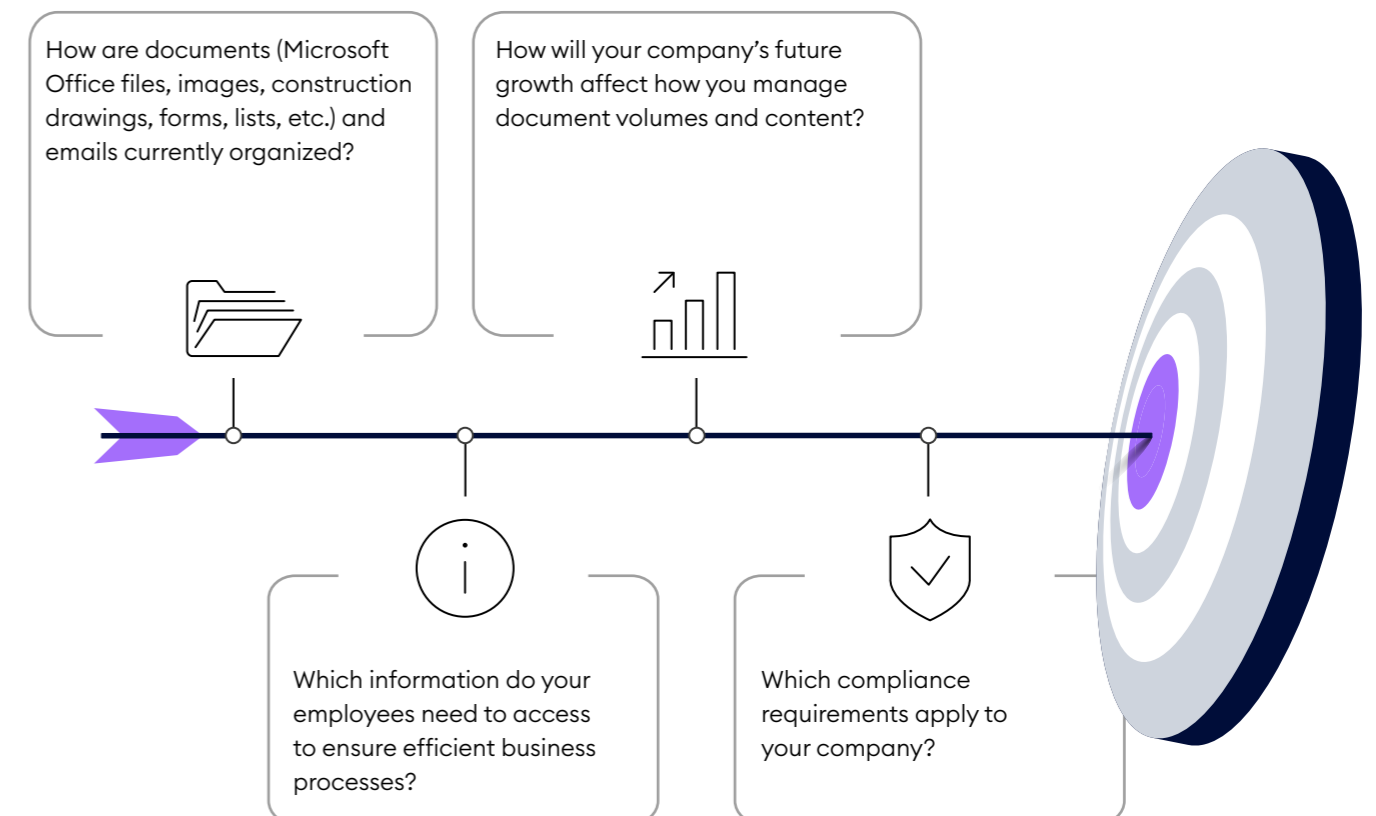 How are documents (Microsoft
Office files, images, construction
drawings, forms, lists, etc.) and
emails currently organized?
How will your company’s future
growth affect how you manage
document volumes and content?
Which information do your
employees need to access
to ensure efficient business
processes?
Which compliance
requirements apply to
your company?